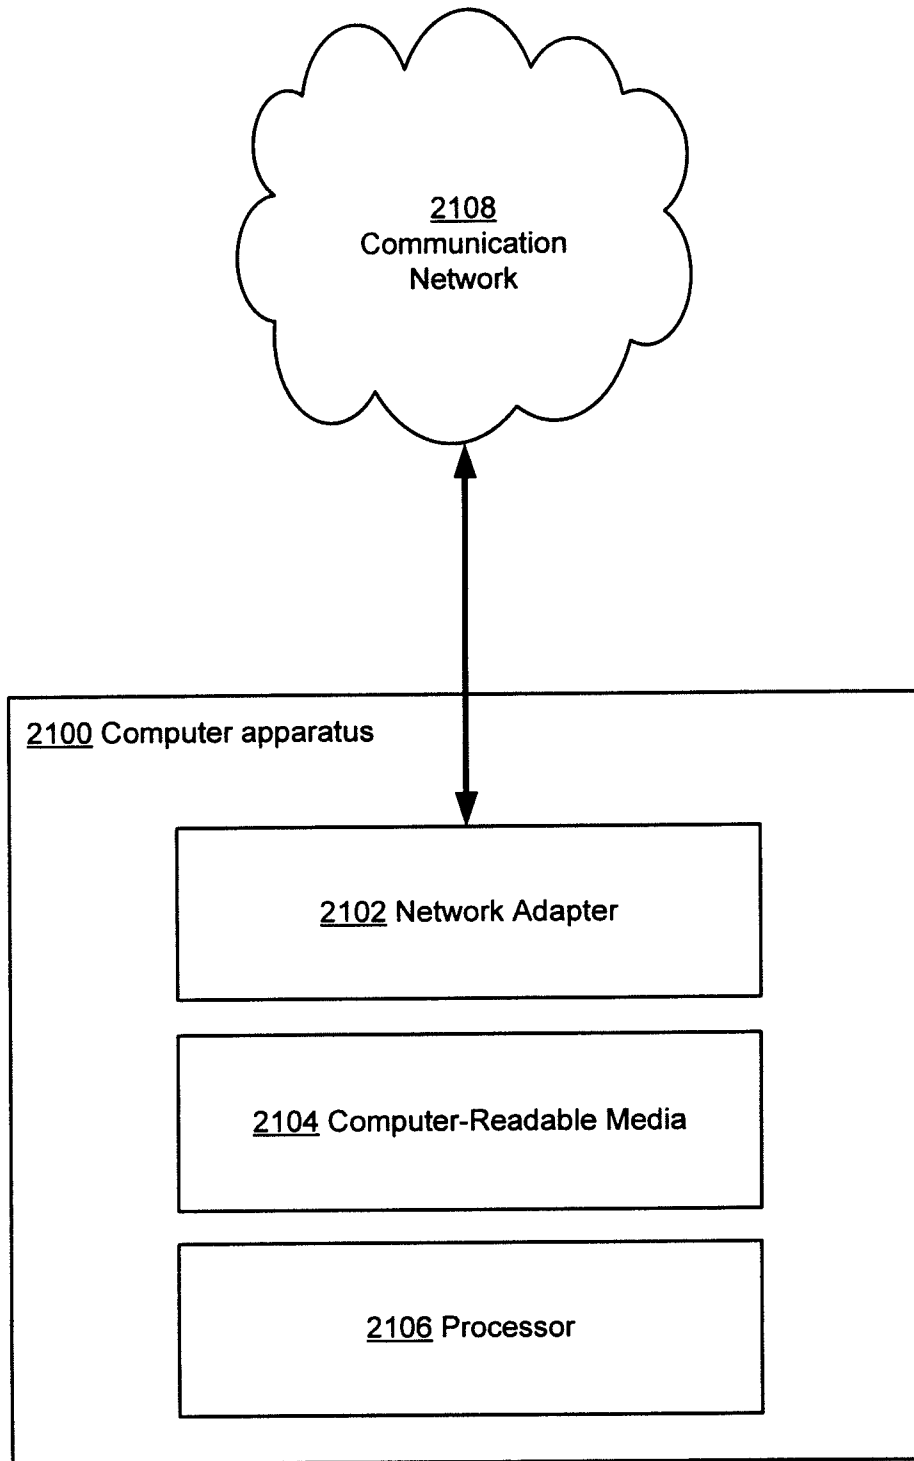 2108
Communication
Network
2100 Computer apparatus
2102 Network Adapter
2104 Computer-Readable Media
2106 Processor